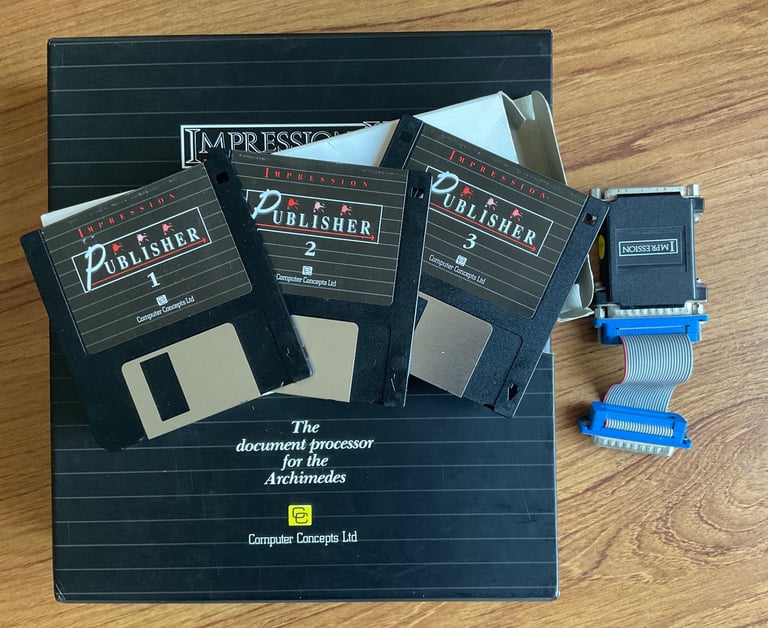 IMPRESSION
IMPRESSION
PUBLISHER
1
Computer Concepts Ltd
IMPRESSION
PUBLISHER
2
Computer Concepts Ltd
IMPRESSION
PUBLISHER
3
Computer Concepts Ltd
IMPRESSION
The
document processor
for the
Archimedes
CC
Computer Concepts Ltd